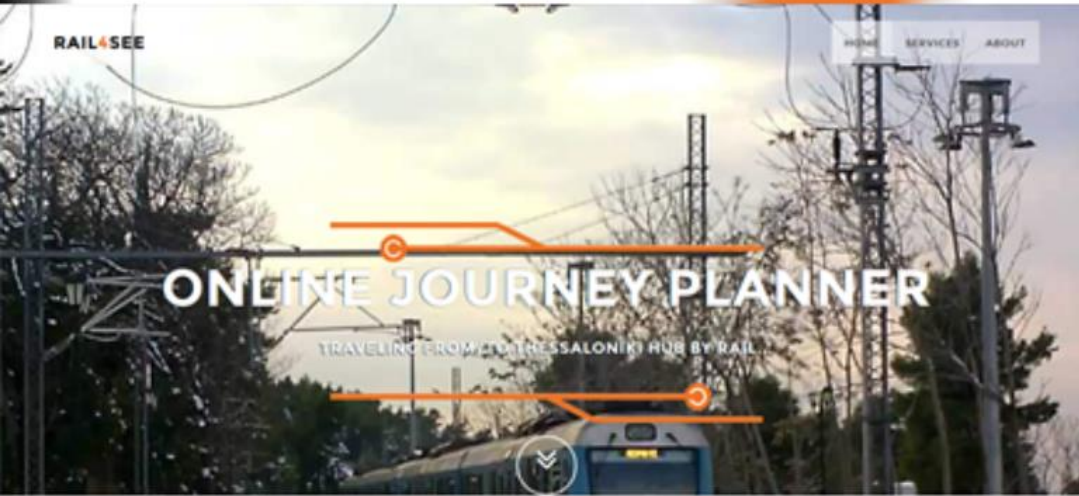 RAIL4SEE
HOME SERVICES ABOUT
ONLINE JOURNEY PLANNER
TRAVELING FROM/TO THESSALONIKI HUB BY RAIL...